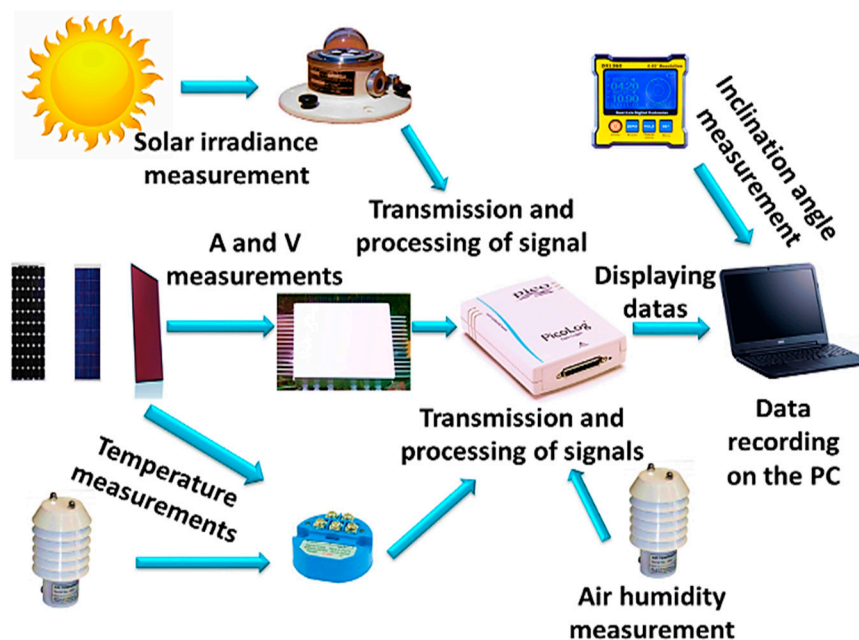 Solar irradiance
measurement
Inclination angle
measurement
Transmission and
processing of signal
A and V
measurements
Displaying
datas
pico
PicoLog
Transmission and
processing of signals
Data
recording
on the PC
Temperature
measurements
Air humidity
measurement